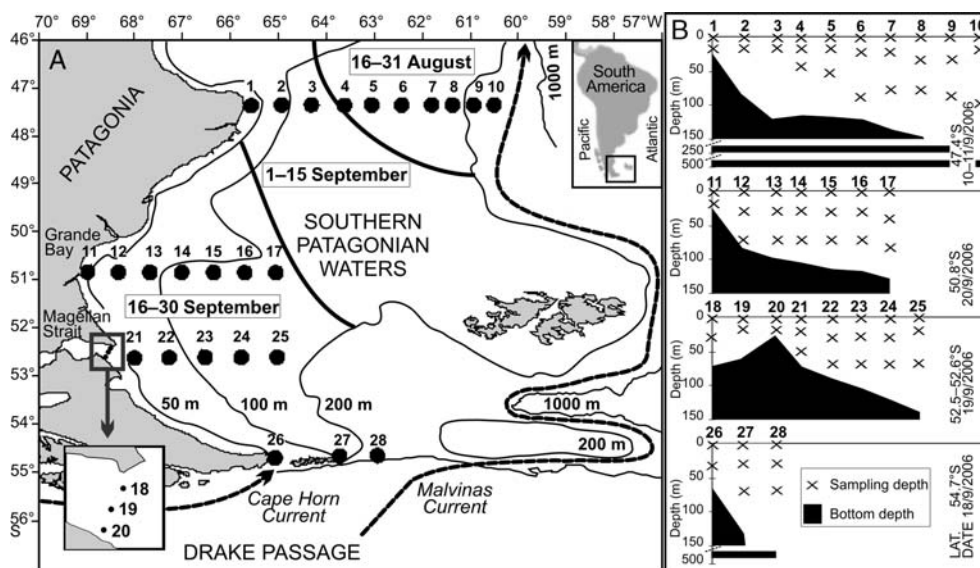 70 69 68 67 66 65 64 63 62 61 60 59 58 57°W
46°
47
48
49
50
51
52
53
54
55
56°
S
A
16–31 August
1 2 3 4 5 6 7 8 9 10
1000 m
South
America
Pacific
Atlantic
PATAGONIA
1–15 September
SOUTHERN
PATAGONIAN
WATERS
Grande
Bay
11 12 13 14 15 16 17
16–30 September
Magellan
Strait
21 22 23 24 25
50 m
100 m
200 m
1000 m
200 m
26 27 28
18
19
20
Cape Horn
Current
Malvinas
Current
DRAKE PASSAGE
B
1 2 3 4 5 6 7 8 9 10
Depth (m)
0
50
100
150
250
500
47.4°S
10–11/9/2006
11 12 13 14 15 16 17
Depth (m)
0
50
100
150
50.8°S
20/9/2006
18 19 20 21 22 23 24 25
Depth (m)
0
50
100
150
52.5–52.6°S
19/9/2006
26 27 28
Depth (m)
0
50
100
150
500
Sampling depth
Bottom depth
LAT. 54.7°S
DATE 18/9/2006